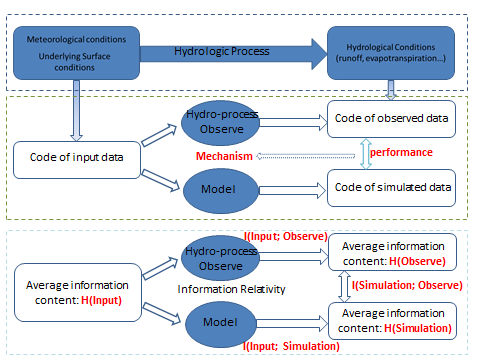 Meteorological conditions
Underlying Surface
conditions
Hydrologic Process
Hydrological Conditions
(runoff, evapotranspiration...)
Hydro-process
Observe
Code of observed data
Code of input data
Mechanism
performance
Model
Code of simulated data
I(Input; Observe)
Hydro-process
Observe
Average information
content: H(Observe)
Average information
content: H(Input)
Information Relativity
I(Simulation; Observe)
Model
Average information
content: H(Simulation)
I(Input; Simulation)